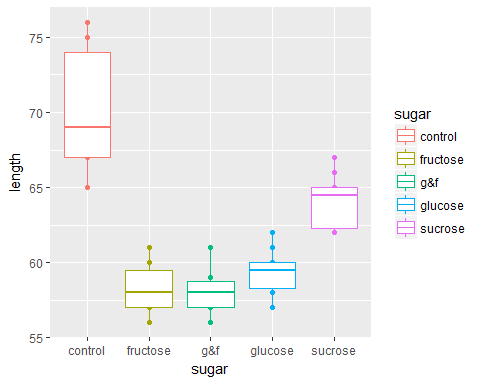 75
70
65
60
55
length
control fructose g&f glucose sucrose
sugar
sugar
control
fructose
g&f
glucose
sucrose